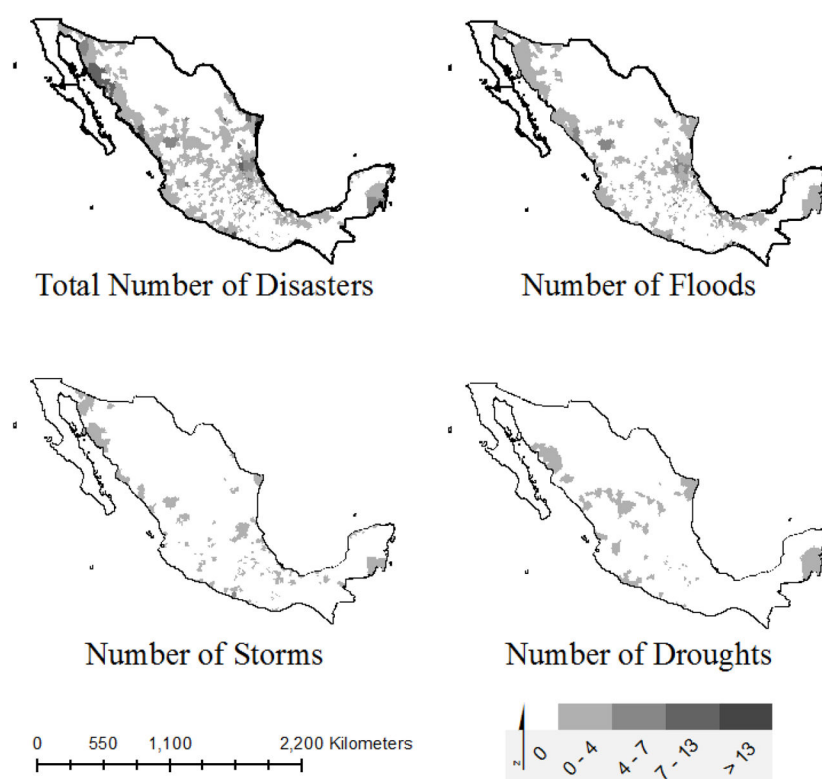 Total Number of Disasters
Number of Floods
Number of Storms
Number of Droughts
0 550 1,100 2,200 Kilometers
z 0 0 - 4 4 - 7 7 - 13 > 13